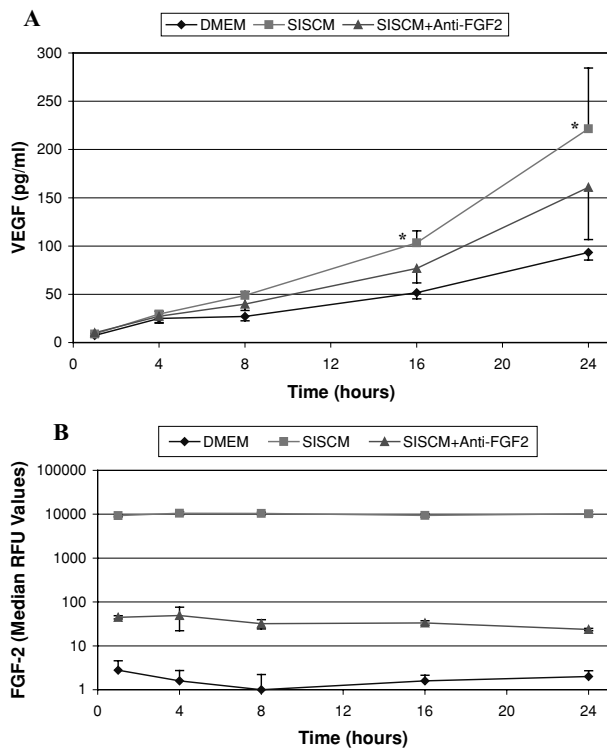 A
DMEM SISCM SISCM+Anti-FGF2
300
250
200
150
100
50
0
VEGF (pg/ml)
*
*
0 4 8 12 16 20 24
Time (hours)
B
DMEM SISCM SISCM+Anti-FGF2
100000
10000
1000
100
10
1
FGF-2 (Median RFU Values)
0 4 8 12 16 20 24
Time (hours)